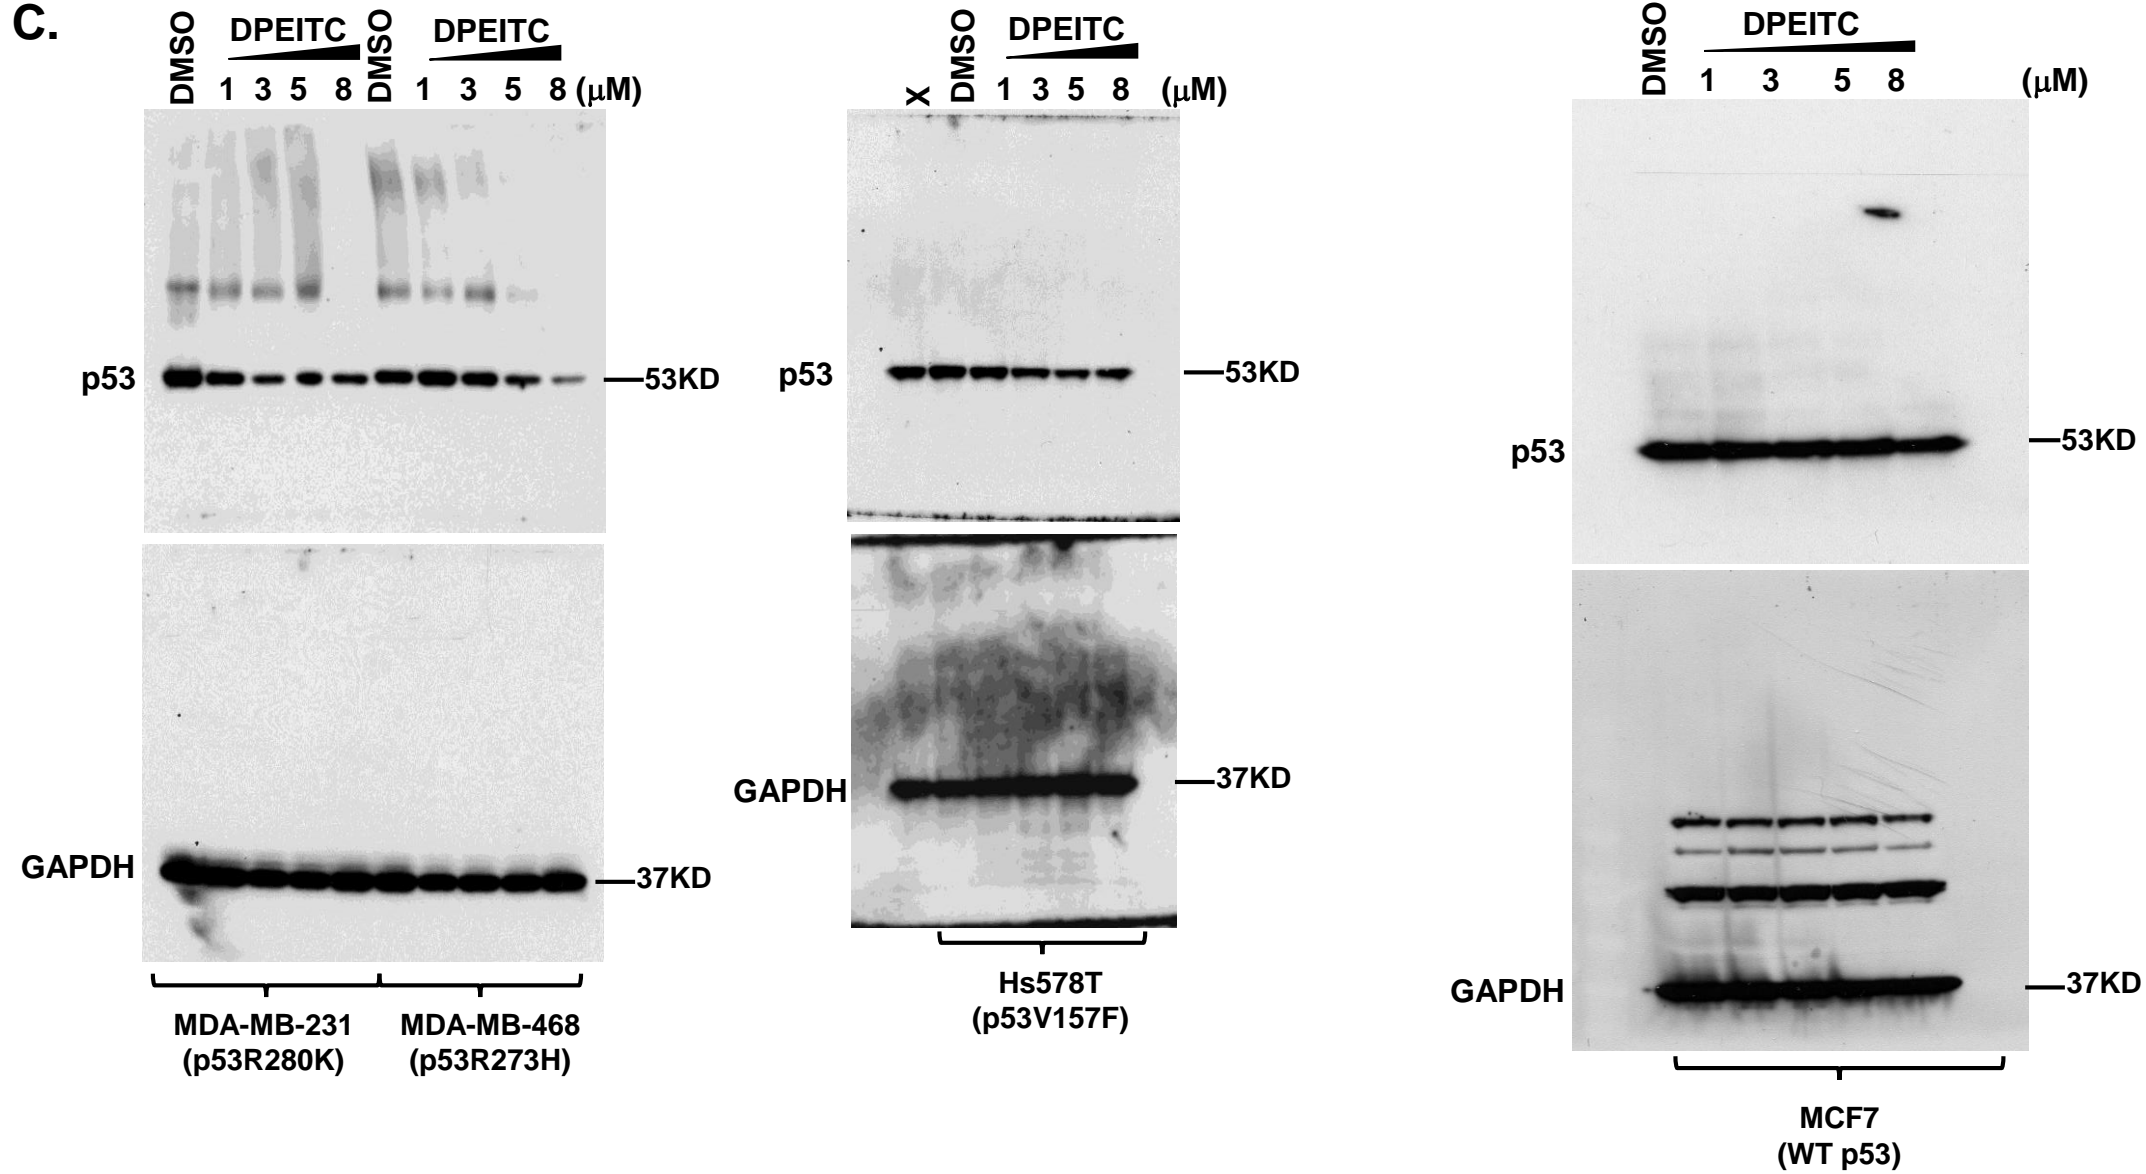 C.
DMSO DPEITC DMSO DPEITC
1 3 5 8 1 3 5 8 (μM)
p53 53KD
GAPDH 37KD
MDA-MB-231 MDA-MB-468
(p53R280K) (p53R273H)
X DMSO DPEITC
1 3 5 8 (μM)
p53 53KD
GAPDH 37KD
Hs578T
(p53V157F)
DMSO DPEITC
1 3 5 8 (μM)
p53 53KD
GAPDH 37KD
MCF7
(WT p53)